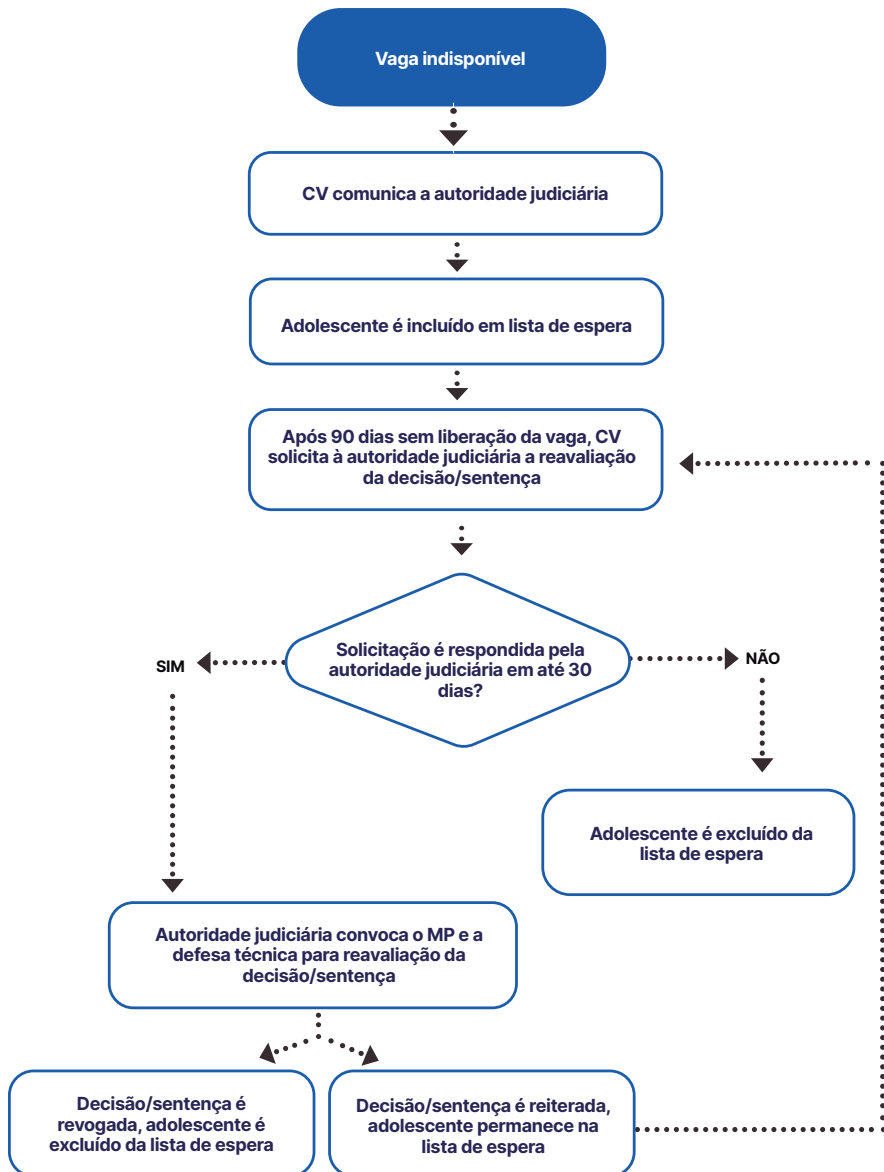 Vaga indisponível
CV comunica a autoridade judiciária
Adolescente é incluído em lista de espera
Após 90 dias sem liberação da vaga, CV
solicita à autoridade judiciária a reavaliação
da decisão/sentença
Solicitação é respondida pela
autoridade judiciária em até 30
dias?
SIM
NÃO
Adolescente é excluído da
lista de espera
Autoridade judiciária convoca o MP e a
defesa técnica para reavaliação da
decisão/sentença
Decisão/sentença é
revogada, adolescente é
excluído da lista de espera
Decisão/sentença é reiterada,
adolescente permanece na
lista de espera